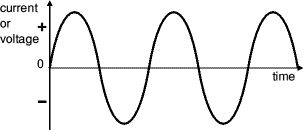 current
or
voltage
+
0
time
−